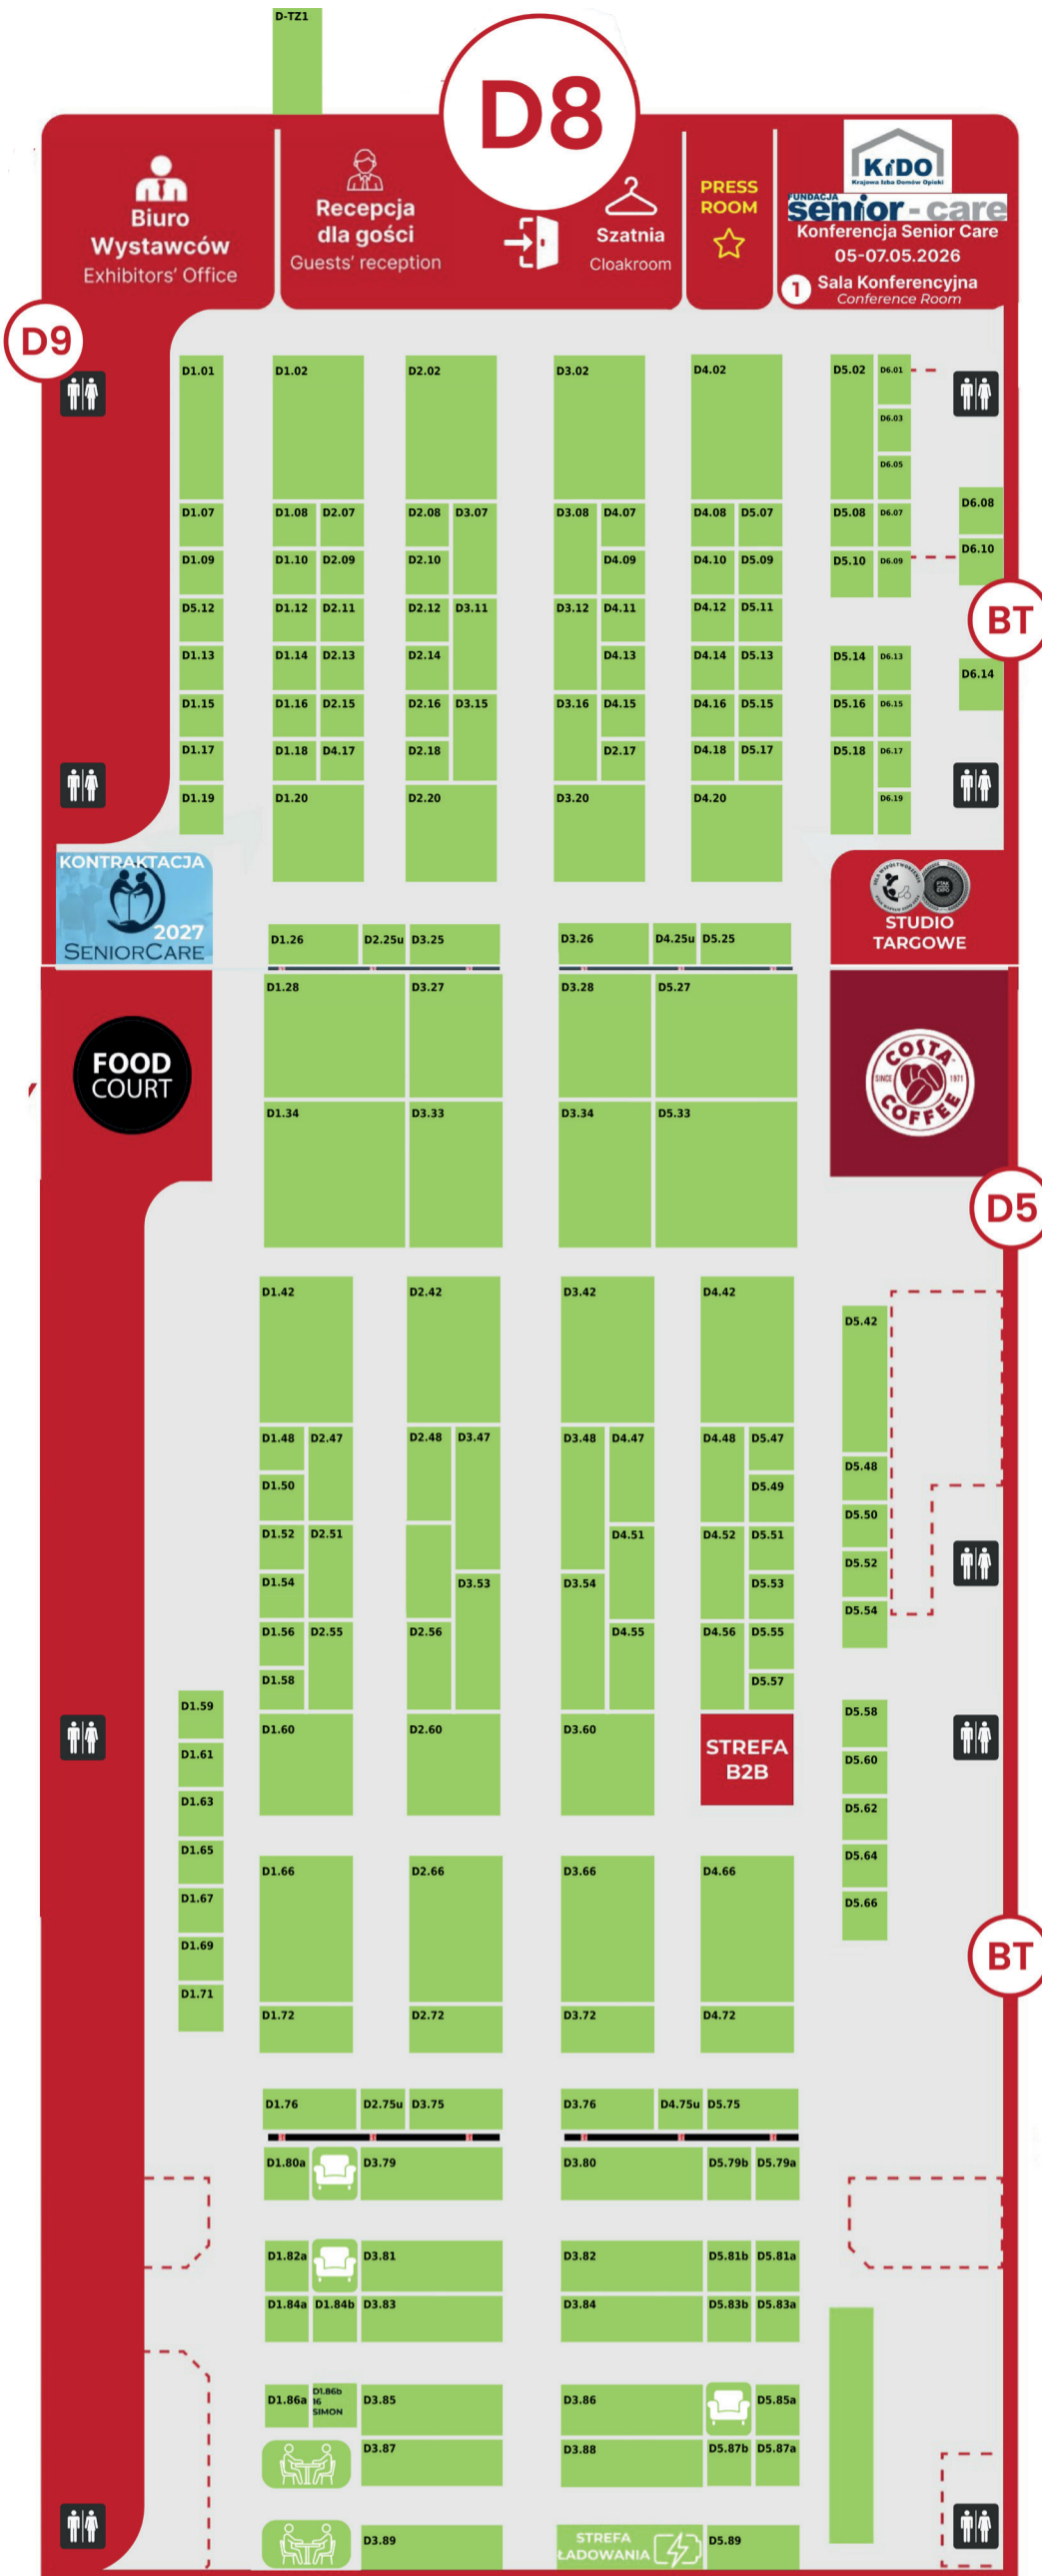 D-TZ1
D8
Biuro
Wystawców
Exhibitors' Office
Recepcja
dla gości
Guests' reception
Szatnia
Cloakroom
PRESS
ROOM
KiDO
Krajowa Izba Domów Opieki
FUNDACJA
senior-care
Konferencja Senior Care
05-07.05.2026
1 Sala Konferencyjna
Conference Room
D9
D1.01 D1.02 D2.02 D3.02 D4.02 D5.02 D6.01
D6.03
D6.05
D6.08
D1.07 D1.08 D2.07 D2.08 D3.07 D3.08 D4.07 D4.08 D5.07 D5.08 D6.07
D6.10
D1.09 D1.10 D2.09 D2.10 D4.09 D4.10 D5.09 D5.10 D6.09
D5.12 D1.12 D2.11 D2.12 D3.11 D3.12 D4.11 D4.12 D5.11
BT
D1.13 D1.14 D2.13 D2.14 D4.13 D4.14 D5.13 D5.14 D6.13
D6.14
D1.15 D1.16 D2.15 D2.16 D3.15 D3.16 D4.15 D4.16 D5.15 D5.16 D6.15
D1.17 D1.18 D4.17 D2.18 D2.17 D4.18 D5.17 D5.18 D6.17
D1.19 D1.20 D2.20 D3.20 D4.20 D6.19
KONTRAKTACJA
2027
SENIORCARE
STUDIO
TARGOWE
D1.26 D2.25u D3.25 D3.26 D4.25u D5.25
D1.28 D3.27 D3.28 D5.27
FOOD
COURT
COSTA
SINCE 1971
COFFEE
D1.34 D3.33 D3.34 D5.33
D5
D1.42 D2.42 D3.42 D4.42
D5.42
D1.48 D2.47 D2.48 D3.47 D3.48 D4.47 D4.48 D5.47
D5.48
D1.50 D5.49
D5.50
D1.52 D2.51 D4.51 D4.52 D5.51
D5.52
D1.54 D3.53 D3.54 D5.53
D5.54
D1.56 D2.55 D2.56 D4.55 D4.56 D5.55
D1.58 D5.57
D1.59 D5.58
D1.60 D2.60 D3.60
STREFA
B2B
D1.61 D5.60
D1.63 D5.62
D1.65 D5.64
D1.66 D2.66 D3.66 D4.66
D1.67 D5.66
D1.69
BT
D1.71
D1.72 D2.72 D3.72 D4.72
D1.76 D2.75u D3.75 D3.76 D4.75u D5.75
D1.80a D3.79 D3.80 D5.79b D5.79a
D1.82a D3.81 D3.82 D5.81b D5.81a
D1.84a D1.84b D3.83 D3.84 D5.83b D5.83a
D1.86b
D1.86a 16 D3.85 D3.86 D5.85a
SIMON
D3.87 D3.88 D5.87b D5.87a
D3.89
STREFA
ŁADOWANIA
D5.89